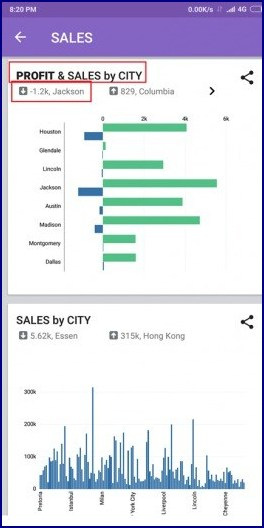 8:20 PM 0.00K/s 4G
SALES
PROFIT & SALES by CITY
-1.2k, Jackson 829, Columbia
0 2k 4k 6k
Houston
Glendale
Lincoln
Jackson
Austin
Madison
Montgomery
Dallas
SALES by CITY
5.62k, Essen 315k, Hong Kong
300k
200k
100k
0
Pretoria
Istanbul
Milan
York City
Liverpool
Lincoln
Cheyenne